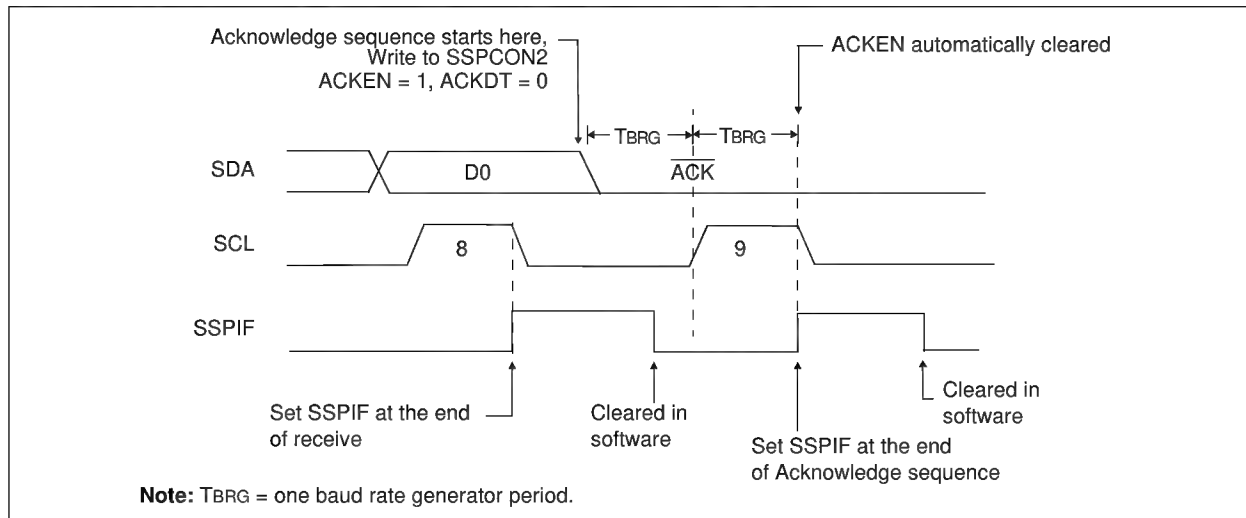 Acknowledge sequence starts here,
Write to SSPCON2
ACKEN = 1, ACKDT = 0
ACKEN automatically cleared
TBRG
TBRG
SDA
D0
ACK
SCL
8
9
SSPIF
Set SSPIF at the end
of receive
Cleared in
software
Set SSPIF at the end
of Acknowledge sequence
Cleared in
software
Note: TBRG = one baud rate generator period.